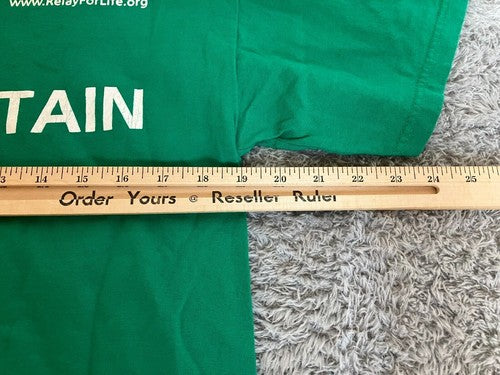 www.RelayForLife.org
TAIN
3 14 15 16 17 18 19 20 21 22 23 24 25
Order Yours @ Reseller Ruler